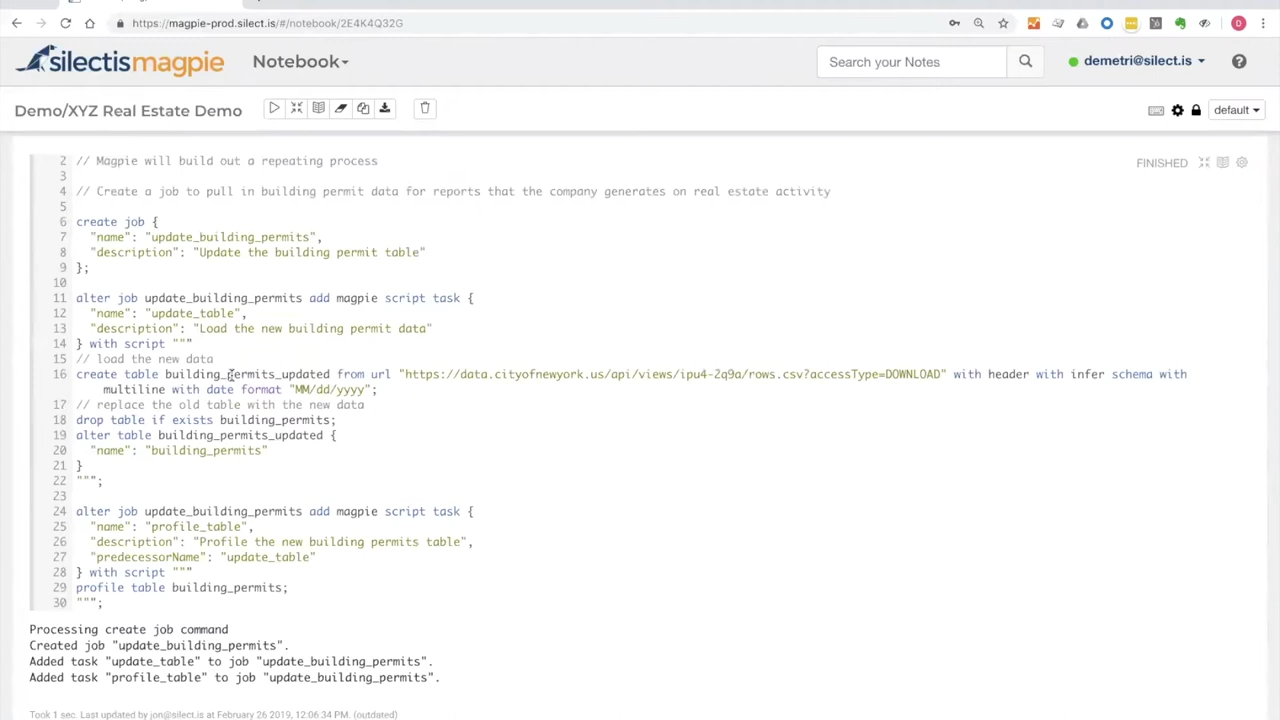 https://magpie-prod.silect.is/#/notebook/2E4K4Q32G
silectismagpie
Notebook
Search your Notes
demetri@silect.is
Demo/XYZ Real Estate Demo
default
2 // Magpie will build out a repeating process
FINISHED
3
4 // Create a job to pull in building permit data for reports that the company generates on real estate activity
5
6 create job {
7 "name": "update_building_permits",
8 "description": "Update the building permit table"
9 };
10
11 alter job update_building_permits add magpie script task {
12 "name": "update_table",
13 "description": "Load the new building permit data"
14 } with script """
15 // load the new data
16 create table building_permits_updated from url "https://data.cityofnewyork.us/api/views/ipu4-2q9a/rows.csv?accessType=DOWNLOAD" with header with infer schema with
multiline with date format "MM/dd/yyyy";
17 // replace the old table with the new data
18 drop table if exists building_permits;
19 alter table building_permits_updated {
20 "name": "building_permits"
21 }
22 """;
23
24 alter job update_building_permits add magpie script task {
25 "name": "profile_table",
26 "description": "Profile the new building permits table",
27 "predecessorName": "update_table"
28 } with script """
29 profile table building_permits;
30 """;
Processing create job command
Created job "update_building_permits".
Added task "update_table" to job "update_building_permits".
Added task "profile_table" to job "update_building_permits".
Took 1 sec. Last updated by jon@silect.is at February 26 2019, 12:06:34 PM. (outdated)